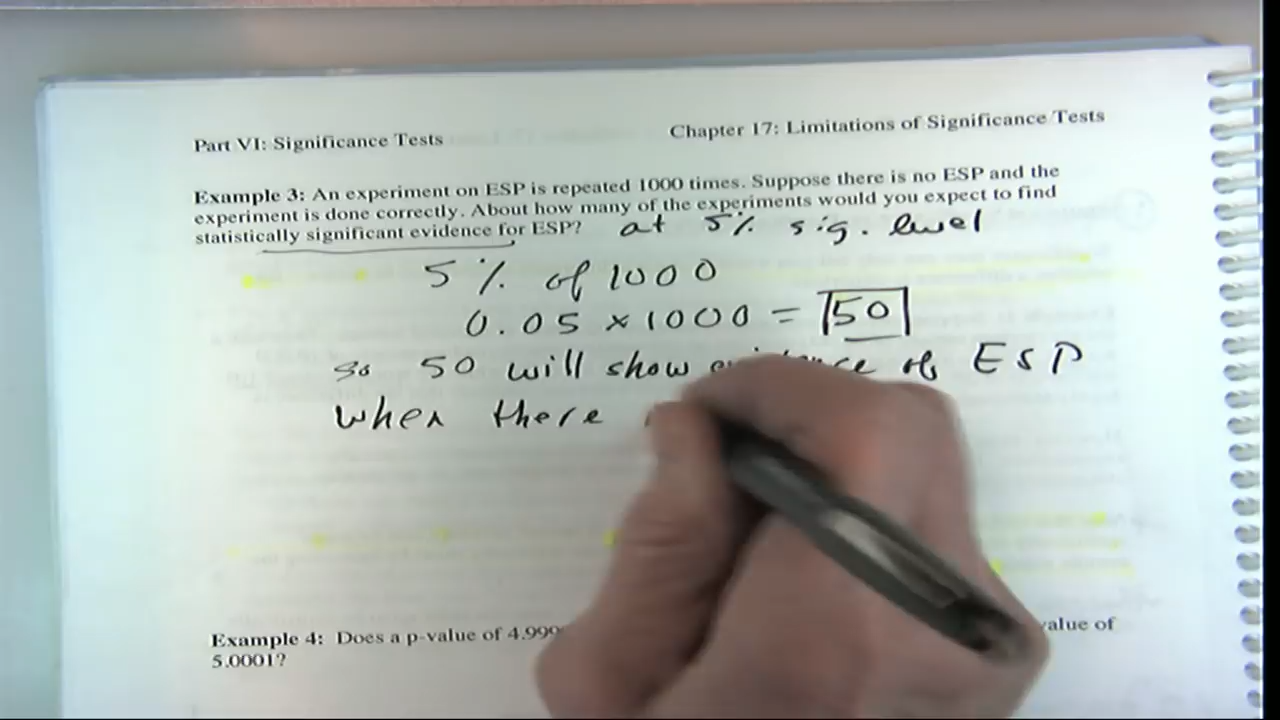 Part VI: Significance Tests
Chapter 17: Limitations of Significance Tests
Example 3: An experiment on ESP is repeated 1000 times. Suppose there is no ESP and the
experiment is done correctly. About how many of the experiments would you expect to find
statistically significant evidence for ESP? at 5% sig. level
5% of 1000
0.05 × 1000 = 50
so 50 will show of ESP
when there
Example 4: Does a p-value of 4.999 value of
5.0001?